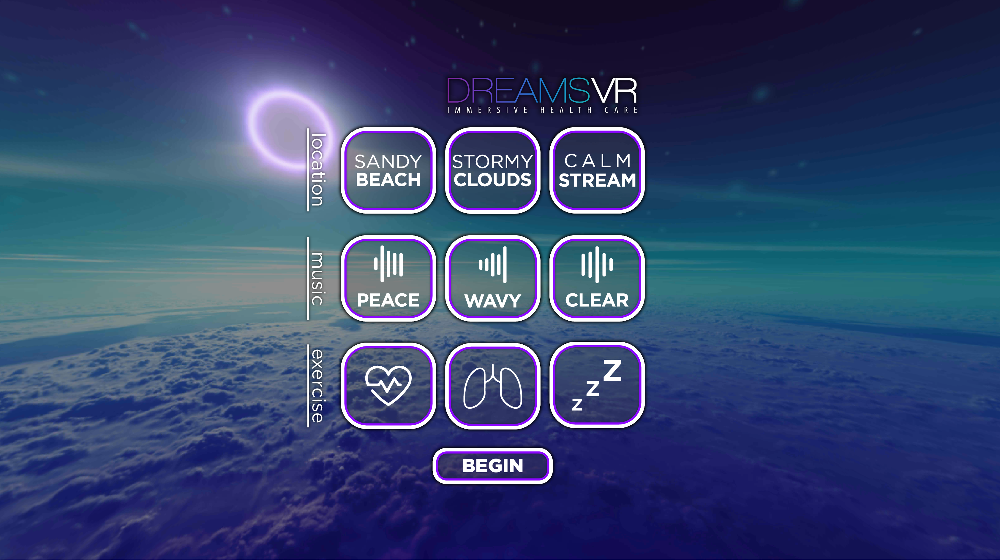 DREAMSVR
IMMERSIVE HEALTH CARE
location
SANDY
BEACH
STORMY
CLOUDS
CALM
STREAM
music
PEACE
WAVY
CLEAR
exercise
z z Z
BEGIN